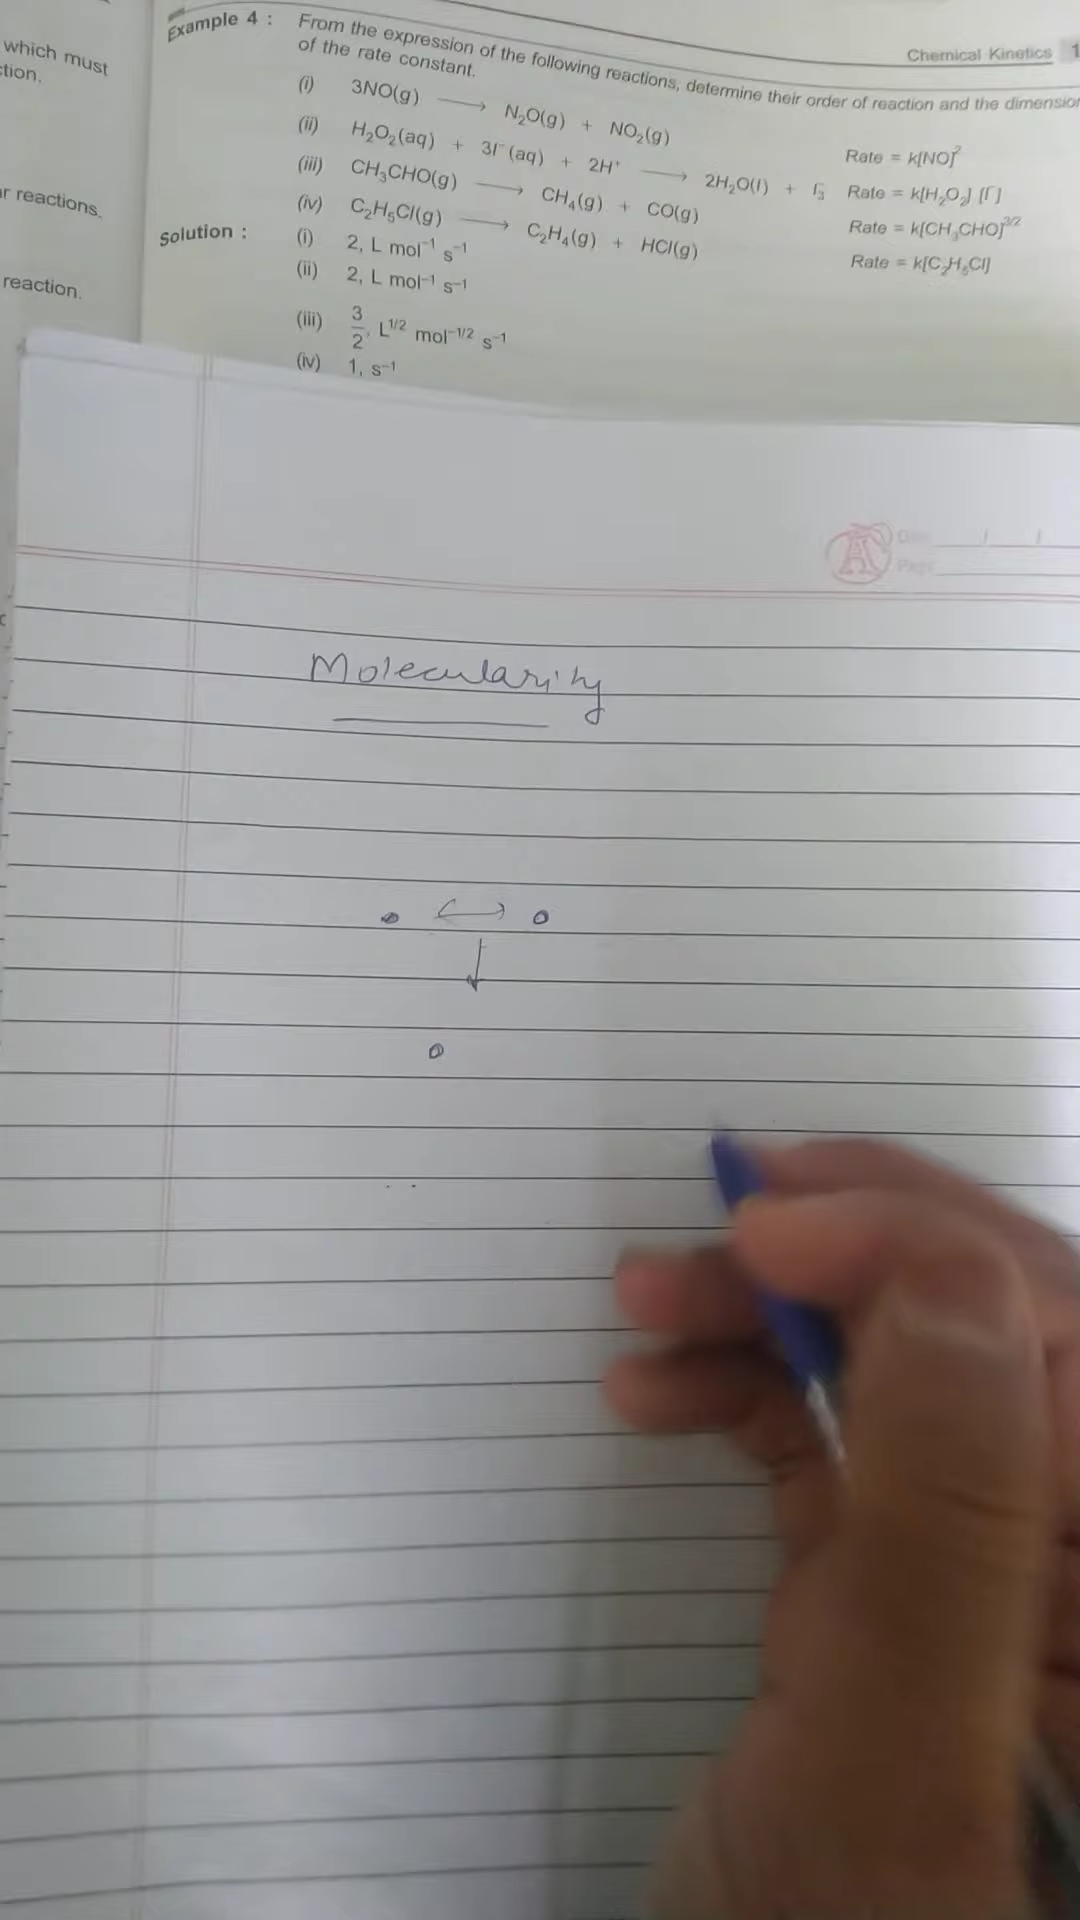 which must
tion.
r reactions.
reaction.
Chemical Kinetics 1
Example 4 : From the expression of the following reactions, determine their order of reaction and the dimension
of the rate constant.
(i) 3NO(g) ⟶ N₂O(g) + NO₂(g) Rate = k[NO]²
(ii) H₂O₂(aq) + 3I⁻(aq) + 2H⁺ ⟶ 2H₂O(l) + I₃⁻ Rate = k[H₂O₂] [I⁻]
(iii) CH₃CHO(g) ⟶ CH₄(g) + CO(g) Rate = k[CH₃CHO]^3/2
(iv) C₂H₅Cl(g) ⟶ C₂H₄(g) + HCl(g) Rate = k[C₂H₅Cl]
Solution : (i) 2, L mol⁻¹ s⁻¹
(ii) 2, L mol⁻¹ s⁻¹
(iii) 3/2, L^1/2 mol^-1/2 s⁻¹
(iv) 1, s⁻¹
Date
Page
Molecularity